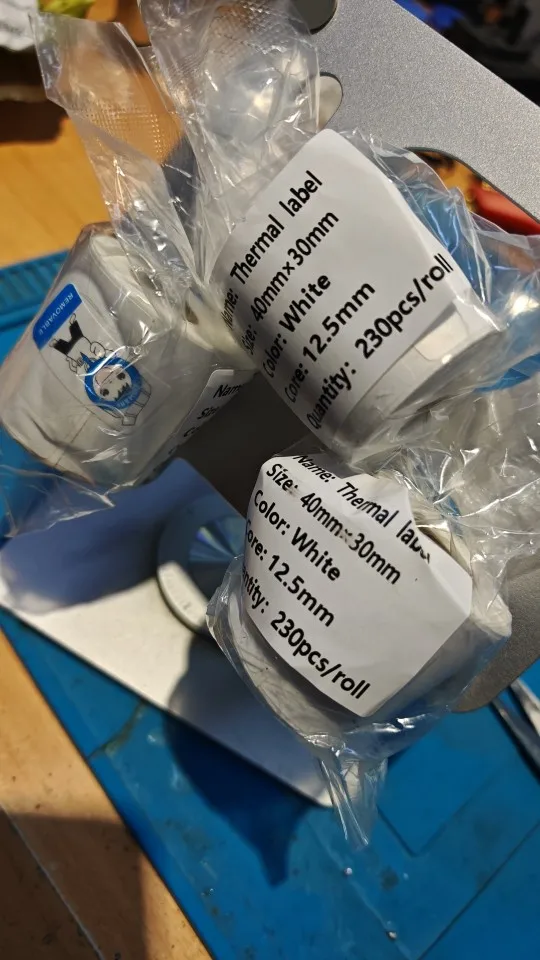 REMOVABLE
Name: Thermal label
Size: 40mm×30mm
Color: White
Core: 12.5mm
Quantity: 230pcs/roll
Name: Thermal label
Size: 40mm×30mm
Color: White
Core: 12.5mm
Quantity: 230pcs/roll